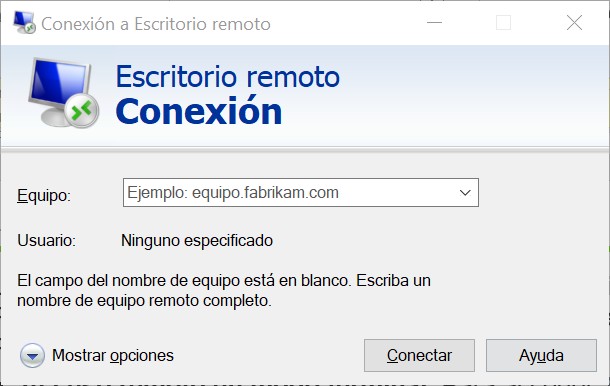 Conexión a Escritorio remoto
Escritorio remoto
Conexión
Equipo:
Ejemplo: equipo.fabrikam.com
Usuario:
Ninguno especificado
El campo del nombre de equipo está en blanco. Escriba un
nombre de equipo remoto completo.
Mostrar opciones
Conectar
Ayuda